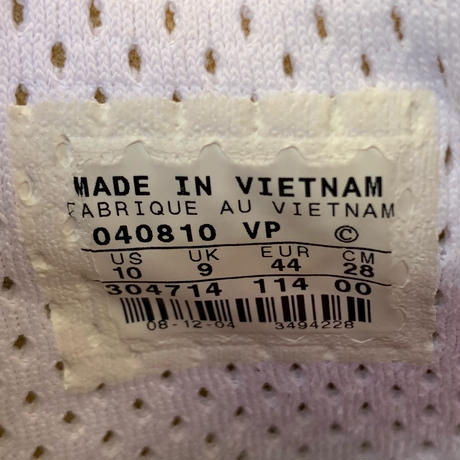 MADE IN VIETNAM
FABRIQUE AU VIETNAM
040810 VP ©
US UK EUR CM
10 9 44 28
304714 114 00
08-12-04 3494228